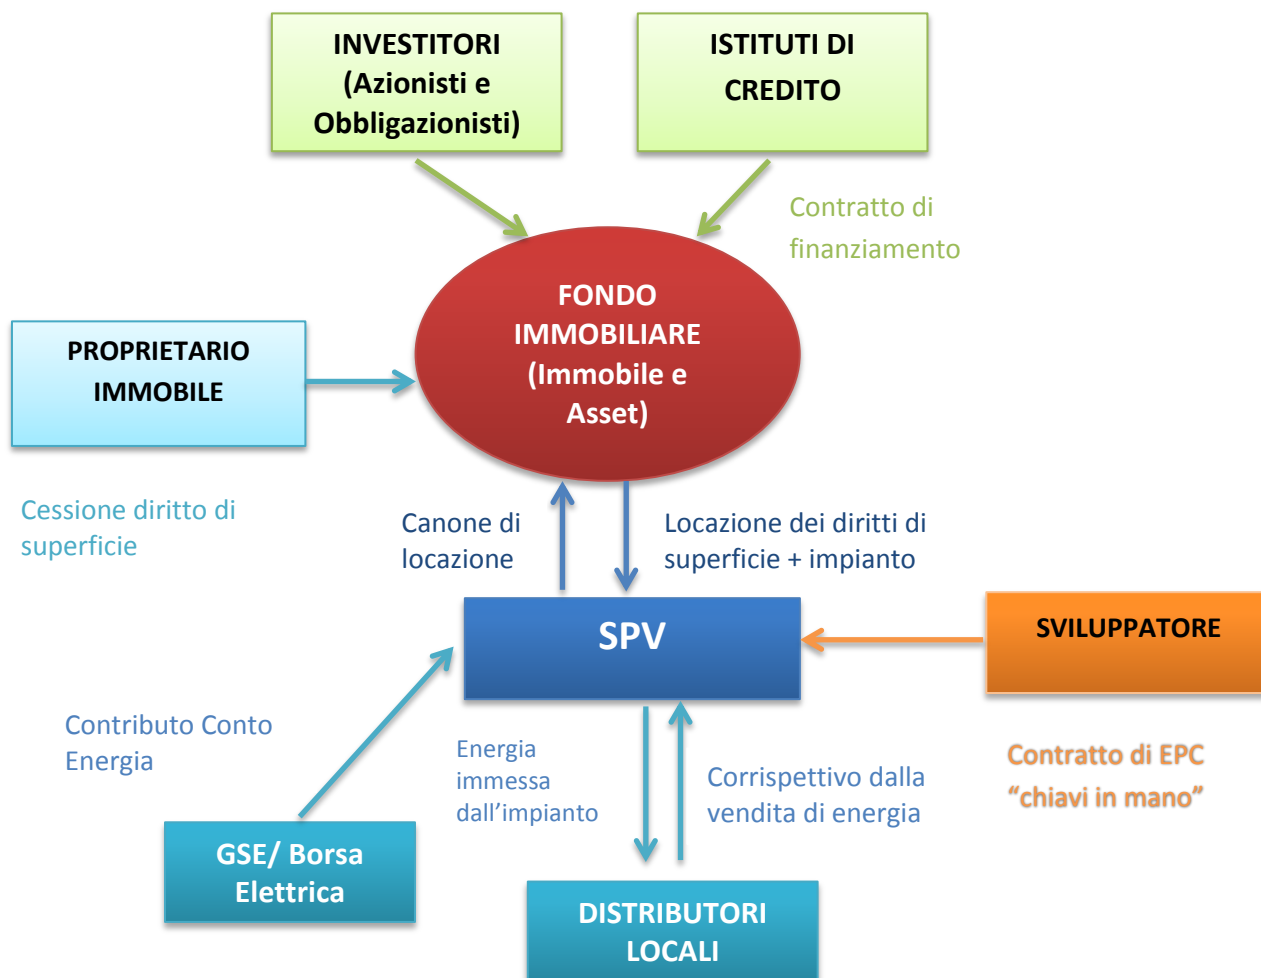 INVESTITORI
(Azionisti e
Obbligazionisti)
ISTITUTI DI
CREDITO
Contratto di
finanziamento
FONDO
IMMOBILIARE
(Immobile e
Asset)
PROPRIETARIO
IMMOBILE
Cessione diritto di
superficie
Canone di
locazione
Locazione dei diritti di
superficie + impianto
SPV
SVILUPPATORE
Contributo Conto
Energia
Energia
immessa
dall’impianto
Corrispettivo dalla
vendita di energia
Contratto di EPC
“chiavi in mano”
GSE/ Borsa
Elettrica
DISTRIBUTORI
LOCALI